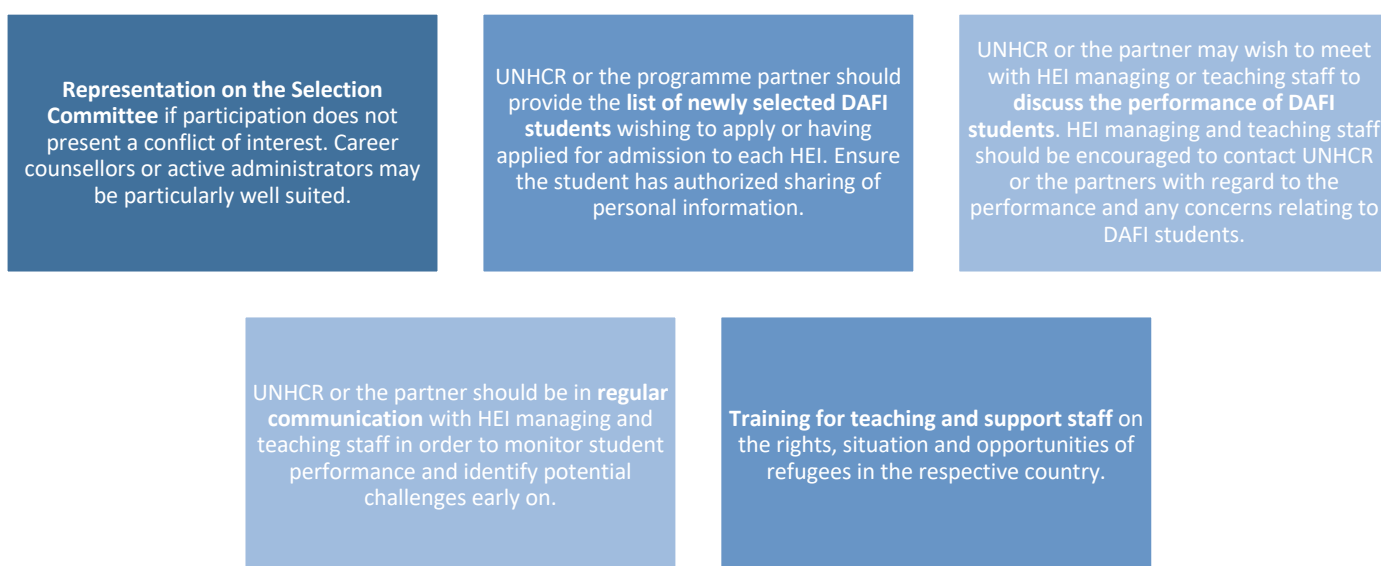 Representation on the Selection
Committee if participation does not
present a conflict of interest. Career
counsellors or active administrators may
be particularly well suited.
UNHCR or the programme partner should
provide the list of newly selected DAFI
students wishing to apply or having
applied for admission to each HEI. Ensure
the student has authorized sharing of
personal information.
UNHCR or the partner may wish to meet
with HEI managing or teaching staff to
discuss the performance of DAFI
students. HEI managing and teaching staff
should be encouraged to contact UNHCR
or the partners with regard to the
performance and any concerns relating to
DAFI students.
UNHCR or the partner should be in regular
communication with HEI managing and
teaching staff in order to monitor student
performance and identify potential
challenges early on.
Training for teaching and support staff on
the rights, situation and opportunities of
refugees in the respective country.